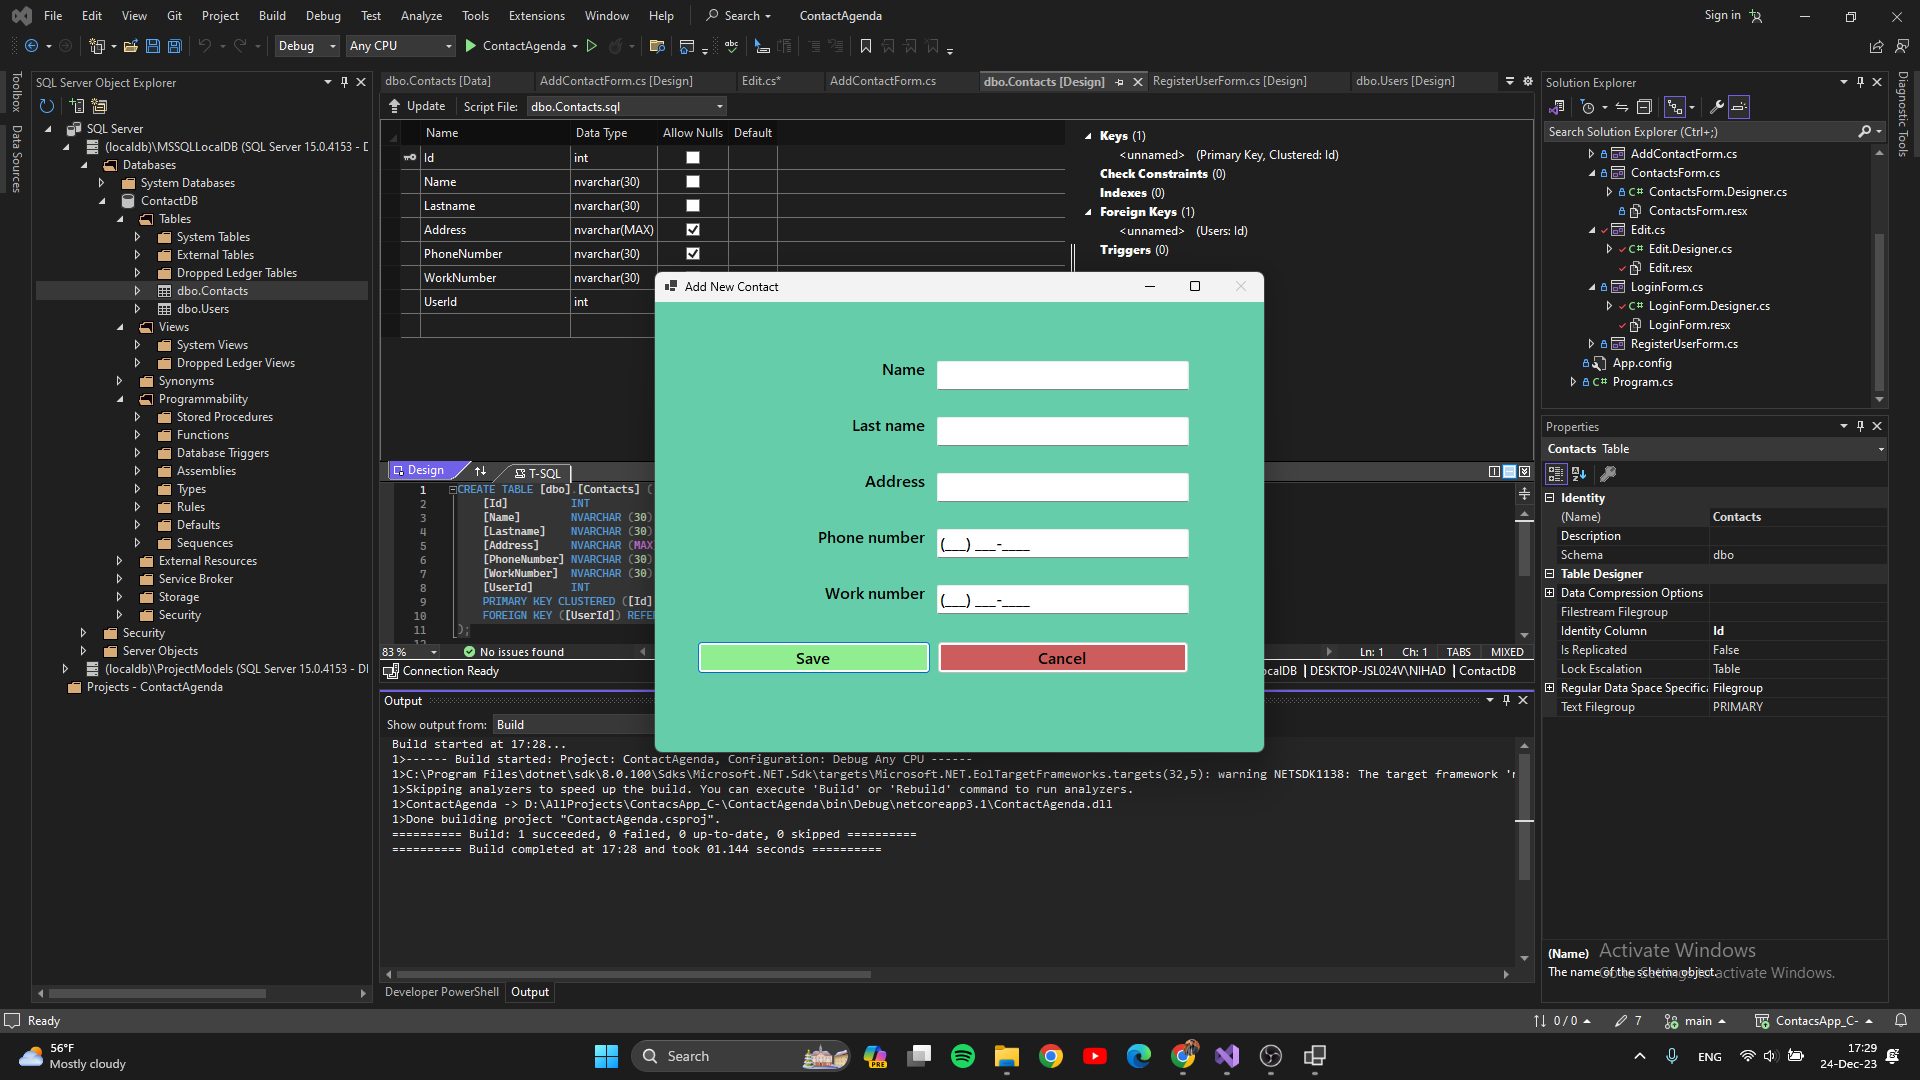 File Edit View Git Project Build Debug Test Analyze Tools Extensions Window Help Search ContactAgenda Sign in
Debug Any CPU ContactAgenda
Toolbox
Data Sources
SQL Server Object Explorer
SQL Server
(localdb)\MSSQLLocalDB (SQL Server 15.0.4153 - D
Databases
System Databases
ContactDB
Tables
System Tables
External Tables
Dropped Ledger Tables
dbo.Contacts
dbo.Users
Views
System Views
Dropped Ledger Views
Synonyms
Programmability
Stored Procedures
Functions
Database Triggers
Assemblies
Types
Rules
Defaults
Sequences
External Resources
Service Broker
Storage
Security
Security
Server Objects
(localdb)\ProjectModels (SQL Server 15.0.4153 - DE
Projects - ContactAgenda
dbo.Contacts [Data] AddContactForm.cs [Design] Edit.cs* AddContactForm.cs dbo.Contacts [Design] RegisterUserForm.cs [Design] dbo.Users [Design]
Update Script File: dbo.Contacts.sql
Name Data Type Allow Nulls Default
Id int
Name nvarchar(30)
Lastname nvarchar(30)
Address nvarchar(MAX)
PhoneNumber nvarchar(30)
WorkNumber nvarchar(30)
UserId int
Keys (1)
<unnamed> (Primary Key, Clustered: Id)
Check Constraints (0)
Indexes (0)
Foreign Keys (1)
<unnamed> (Users: Id)
Triggers (0)
Add New Contact
Name
Last name
Address
Phone number (___) ___-____
Work number (___) ___-____
Save Cancel
Design T-SQL
1 CREATE TABLE [dbo].[Contacts] (
2 [Id] INT
3 [Name] NVARCHAR (30)
4 [Lastname] NVARCHAR (30)
5 [Address] NVARCHAR (MAX
6 [PhoneNumber] NVARCHAR (30)
7 [WorkNumber] NVARCHAR (30)
8 [UserId] INT
9 PRIMARY KEY CLUSTERED ([Id]
10 FOREIGN KEY ([UserId]) REFE
11 );
12
83 % No issues found Ln: 1 Ch: 1 TABS MIXED
Connection Ready ocalDB DESKTOP-JSL024V\NIHAD ContactDB
Output
Show output from: Build
Build started at 17:28...
1>------ Build started: Project: ContactAgenda, Configuration: Debug Any CPU ------
1>C:\Program Files\dotnet\sdk\8.0.100\Sdks\Microsoft.NET.Sdk\targets\Microsoft.NET.EolTargetFrameworks.targets(32,5): warning NETSDK1138: The target framework 'n
1>Skipping analyzers to speed up the build. You can execute 'Build' or 'Rebuild' command to run analyzers.
1>ContactAgenda -> D:\AllProjects\ContacsApp_C-\ContactAgenda\bin\Debug\netcoreapp3.1\ContactAgenda.dll
1>Done building project "ContactAgenda.csproj".
========== Build: 1 succeeded, 0 failed, 0 up-to-date, 0 skipped ==========
========== Build completed at 17:28 and took 01.144 seconds ==========
Developer PowerShell Output
Solution Explorer
Search Solution Explorer (Ctrl+;)
AddContactForm.cs
ContactsForm.cs
C# ContactsForm.Designer.cs
ContactsForm.resx
Edit.cs
C# Edit.Designer.cs
Edit.resx
LoginForm.cs
C# LoginForm.Designer.cs
LoginForm.resx
RegisterUserForm.cs
App.config
C# Program.cs
Diagnostic Tools
Properties
Contacts Table
Identity
(Name) Contacts
Description
Schema dbo
Table Designer
Data Compression Options
Filestream Filegroup
Identity Column Id
Is Replicated False
Lock Escalation Table
Regular Data Space Specifica Filegroup
Text Filegroup PRIMARY
(Name)
The name of the schema object.
Activate Windows
Go to Settings to activate Windows.
Ready 0 / 0 7 main ContacsApp_C-
56°F
Mostly cloudy
Search
PRE
ENG
17:29
24-Dec-23